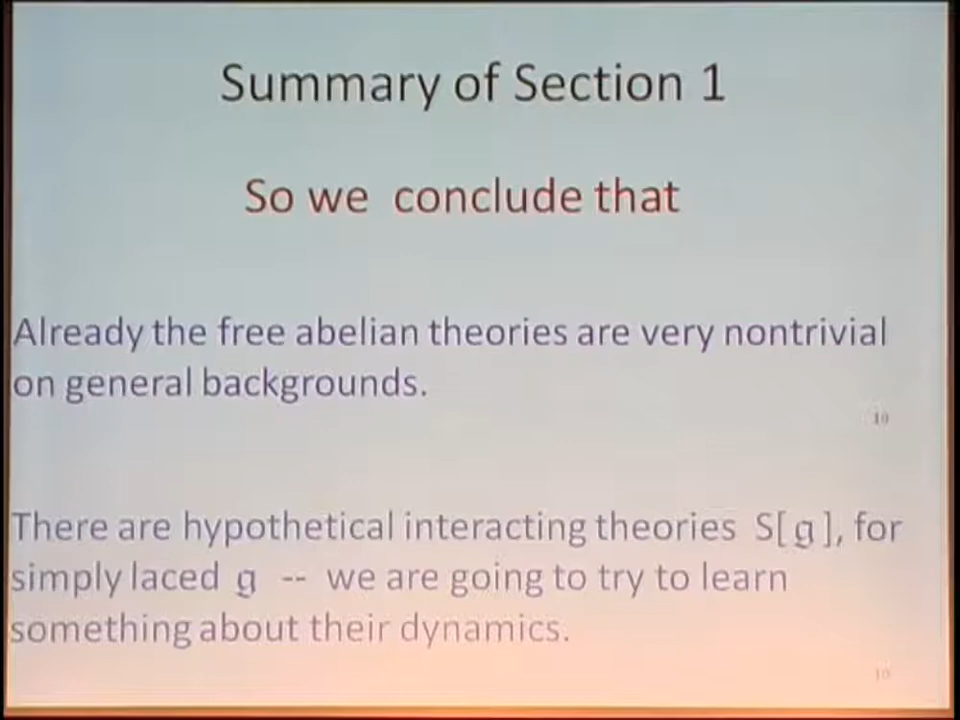 Summary of Section 1
So we conclude that
Already the free abelian theories are very nontrivial
on general backgrounds.
10
There are hypothetical interacting theories S[g], for
simply laced g -- we are going to try to learn
something about their dynamics.
10